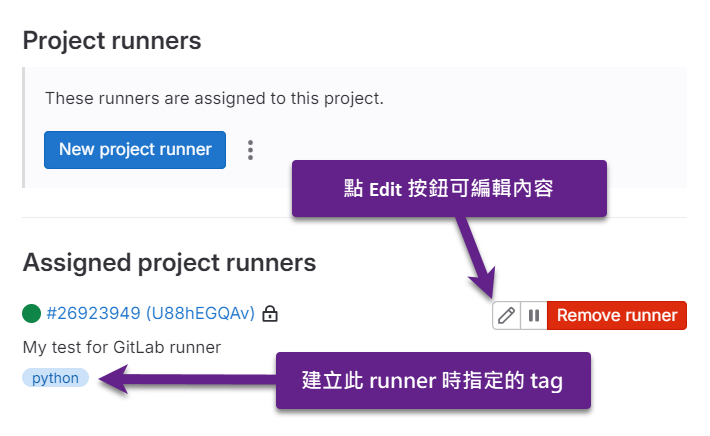 Project runners
These runners are assigned to this project.
New project runner
點 Edit 按鈕可編輯內容
Assigned project runners
#26923949 (U88hEGQAv)
Remove runner
My test for GitLab runner
python
建立此 runner 時指定的 tag